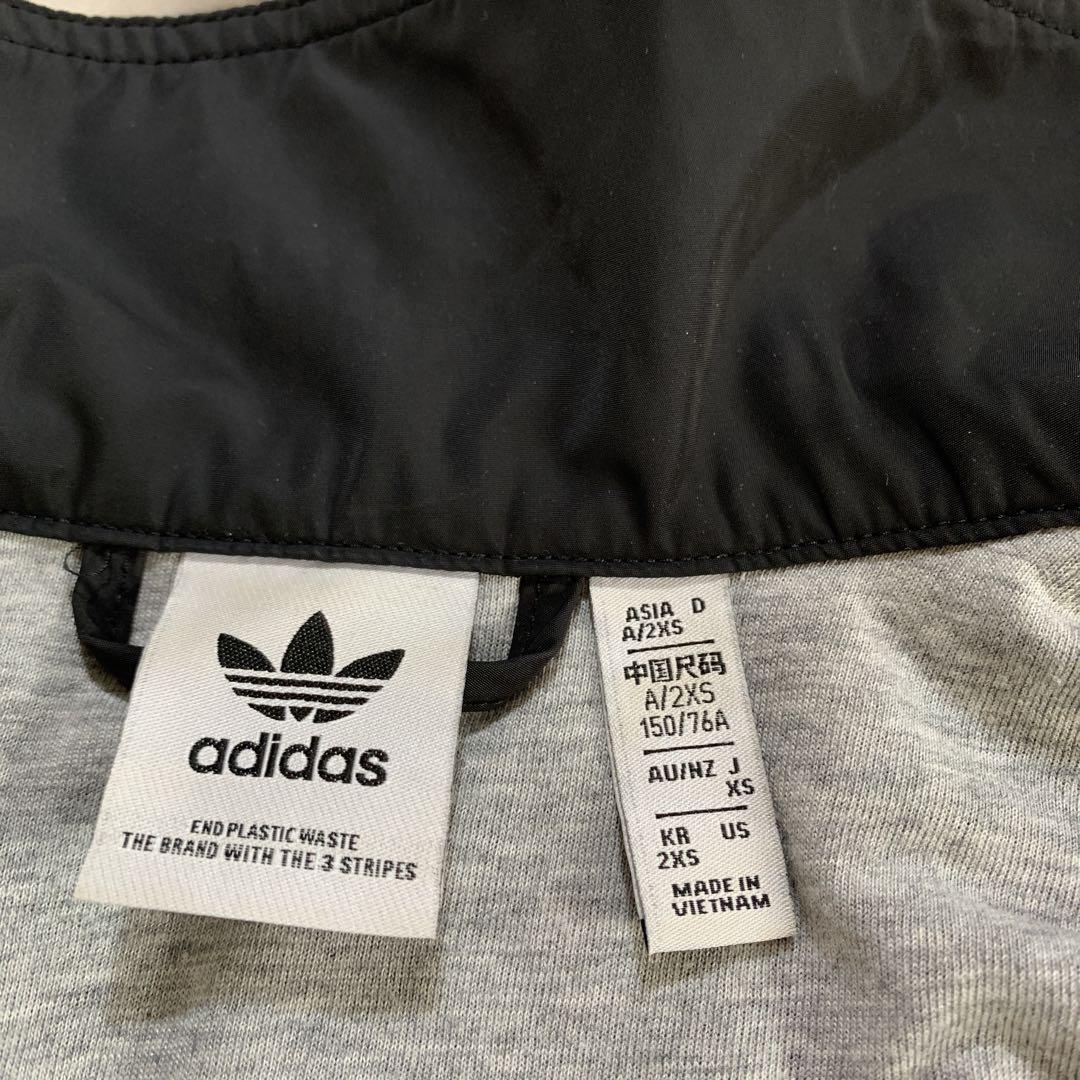 adidas
END PLASTIC WASTE
THE BRAND WITH THE 3 STRIPES
ASIA D
A/2XS
中国尺码
A/2XS
150/76A
AU/NZ J
XS
KR US
2XS
MADE IN
VIETNAM